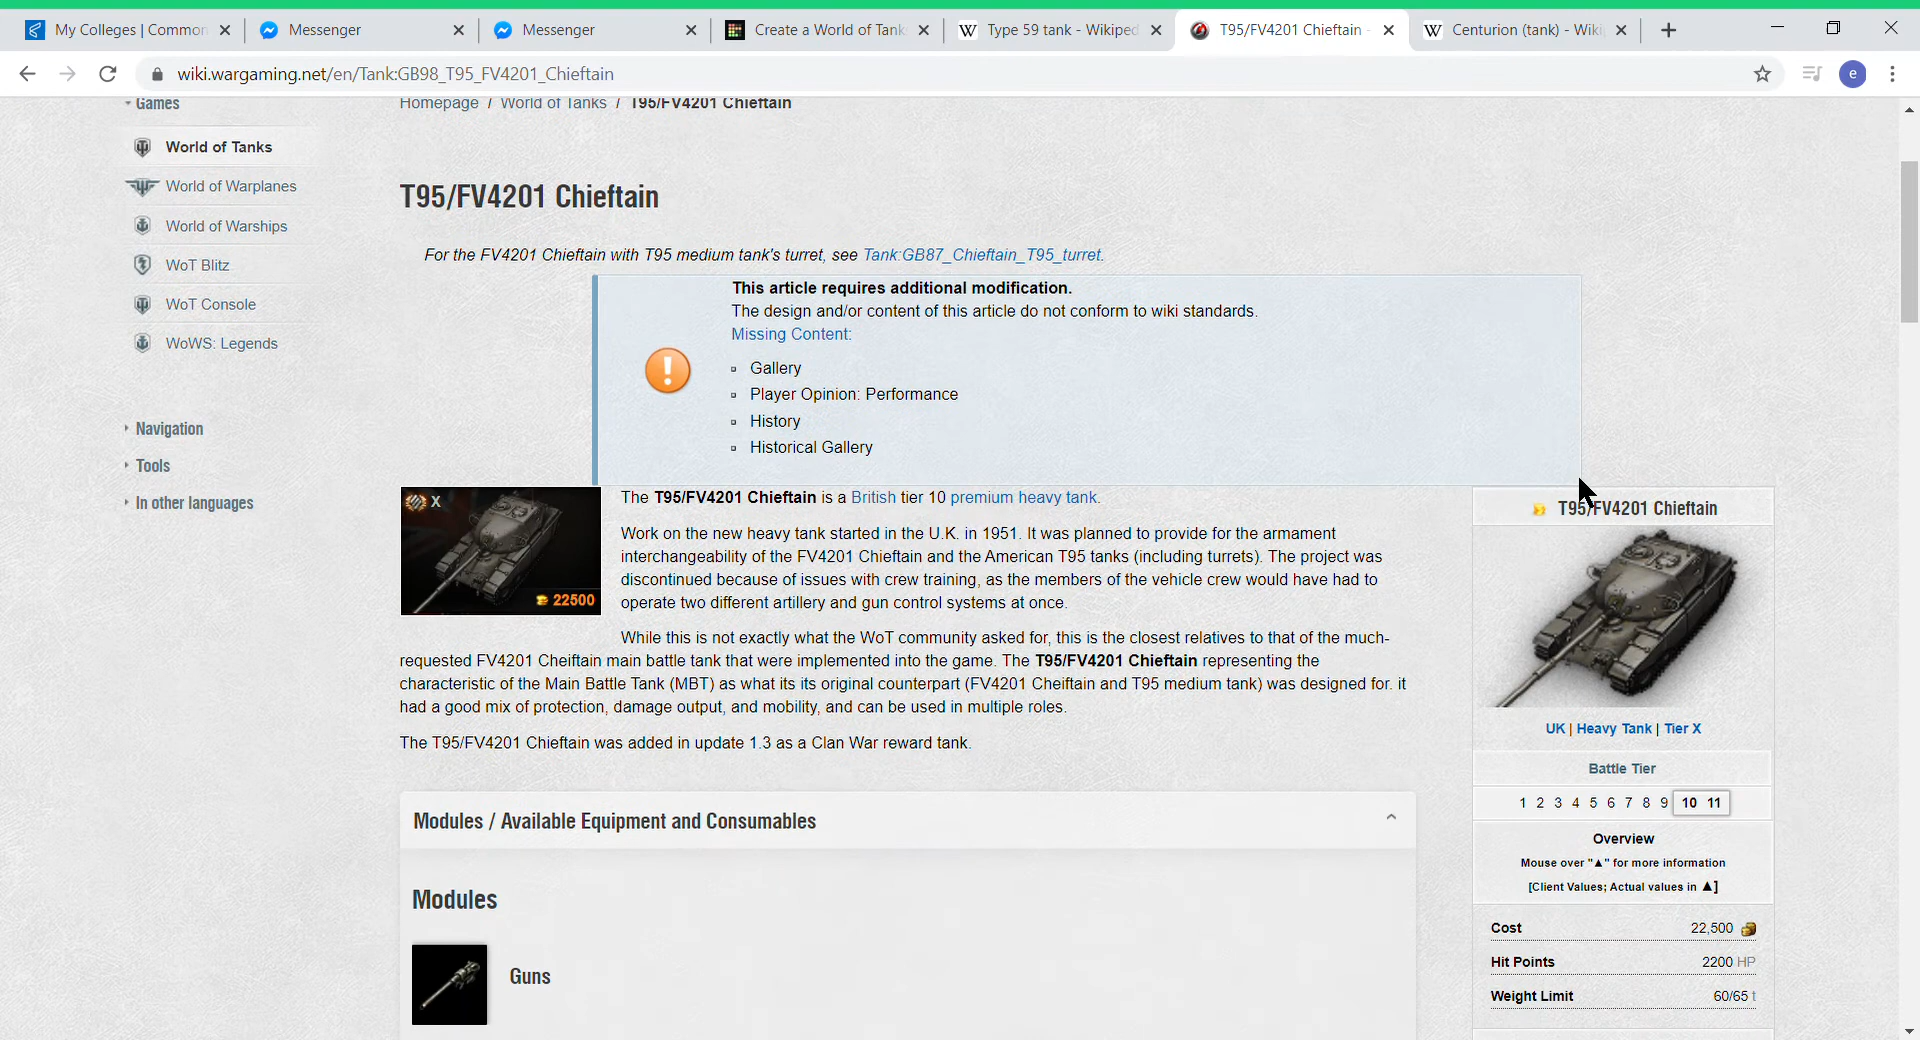 My Colleges | Common
Messenger
Messenger
Create a World of Tank
Type 59 tank - Wikiped
T95/FV4201 Chieftain -
Centurion (tank) - Wiki
wiki.wargaming.net/en/Tank:GB98_T95_FV4201_Chieftain
e
Games
World of Tanks
World of Warplanes
World of Warships
WoT Blitz
WoT Console
WoWS: Legends
Navigation
Tools
In other languages
Homepage / World of Tanks / T95/FV4201 Chieftain
T95/FV4201 Chieftain
For the FV4201 Chieftain with T95 medium tank's turret, see Tank:GB87_Chieftain_T95_turret.
This article requires additional modification.
The design and/or content of this article do not conform to wiki standards.
Missing Content:
Gallery
Player Opinion: Performance
History
Historical Gallery
X
22500
The T95/FV4201 Chieftain is a British tier 10 premium heavy tank.
Work on the new heavy tank started in the U.K. in 1951. It was planned to provide for the armament
interchangeability of the FV4201 Chieftain and the American T95 tanks (including turrets). The project was
discontinued because of issues with crew training, as the members of the vehicle crew would have had to
operate two different artillery and gun control systems at once.
While this is not exactly what the WoT community asked for, this is the closest relatives to that of the much-
requested FV4201 Cheiftain main battle tank that were implemented into the game. The T95/FV4201 Chieftain representing the
characteristic of the Main Battle Tank (MBT) as what its its original counterpart (FV4201 Cheiftain and T95 medium tank) was designed for. it
had a good mix of protection, damage output, and mobility, and can be used in multiple roles.
The T95/FV4201 Chieftain was added in update 1.3 as a Clan War reward tank.
Modules / Available Equipment and Consumables
Modules
Guns
T95/FV4201 Chieftain
UK | Heavy Tank | Tier X
Battle Tier
1 2 3 4 5 6 7 8 9 10 11
Overview
Mouse over "▲" for more information
[Client Values; Actual values in ▲]
Cost 22,500
Hit Points 2200 HP
Weight Limit 60/65 t